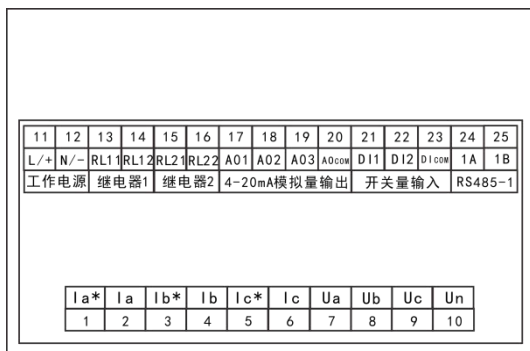 11 12 13 14 15 16 17 18 19 20 21 22 23 24 25
L/+ N/- RL11 RL12 RL21 RL22 AO1 AO2 AO3 AOCOM DI1 DI2 DICOM 1A 1B
工作电源 继电器1 继电器2 4-20mA模拟量输出 开关量输入 RS485-1
Ia* Ia Ib* Ib Ic* Ic Ua Ub Uc Un
1 2 3 4 5 6 7 8 9 10